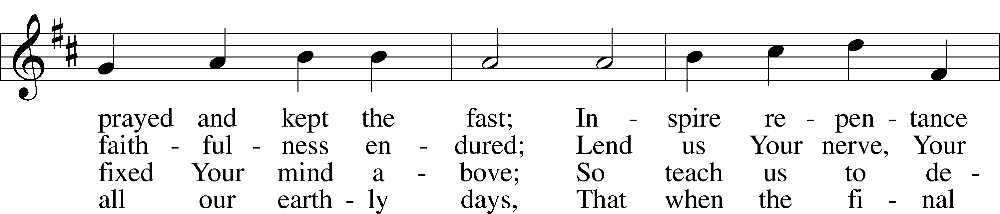 prayed and kept the fast; In - spire re - pen - tance
faith - ful - ness en - dured; Lend us Your nerve, Your
fixed Your mind a - bove; So teach us to de -
all our earth - ly days, That when the fi - nal